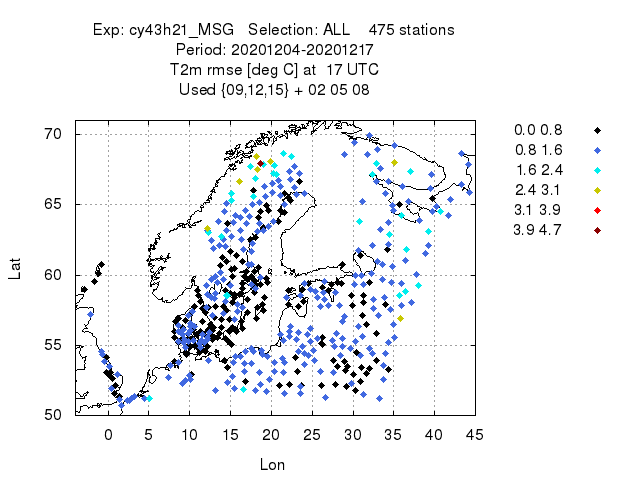 Exp: cy43h21_MSG Selection: ALL 475 stations
Period: 20201204-20201217
T2m rmse [deg C] at 17 UTC
Used {09,12,15} + 02 05 08
70
65
60
55
50
Lat
0 5 10 15 20 25 30 35 40 45
Lon
0.0 0.8
0.8 1.6
1.6 2.4
2.4 3.1
3.1 3.9
3.9 4.7